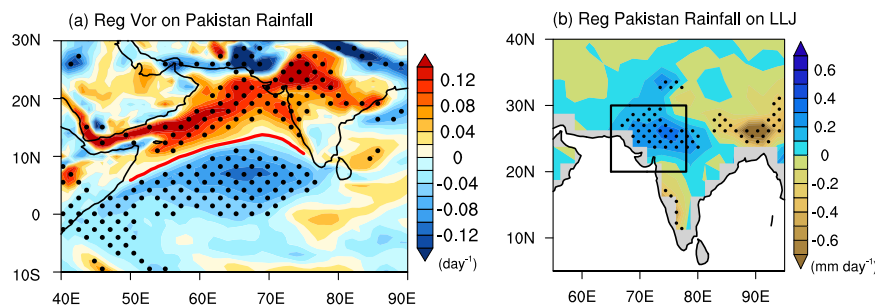 (a) Reg Vor on Pakistan Rainfall
30N
20N
10N
0
10S
40E 50E 60E 70E 80E 90E
0.12
0.08
0.04
0
-0.04
-0.08
-0.12
(day⁻¹)
(b) Reg Pakistan Rainfall on LLJ
40N
30N
20N
10N
60E 70E 80E 90E
0.6
0.4
0.2
0
-0.2
-0.4
-0.6
(mm day⁻¹)